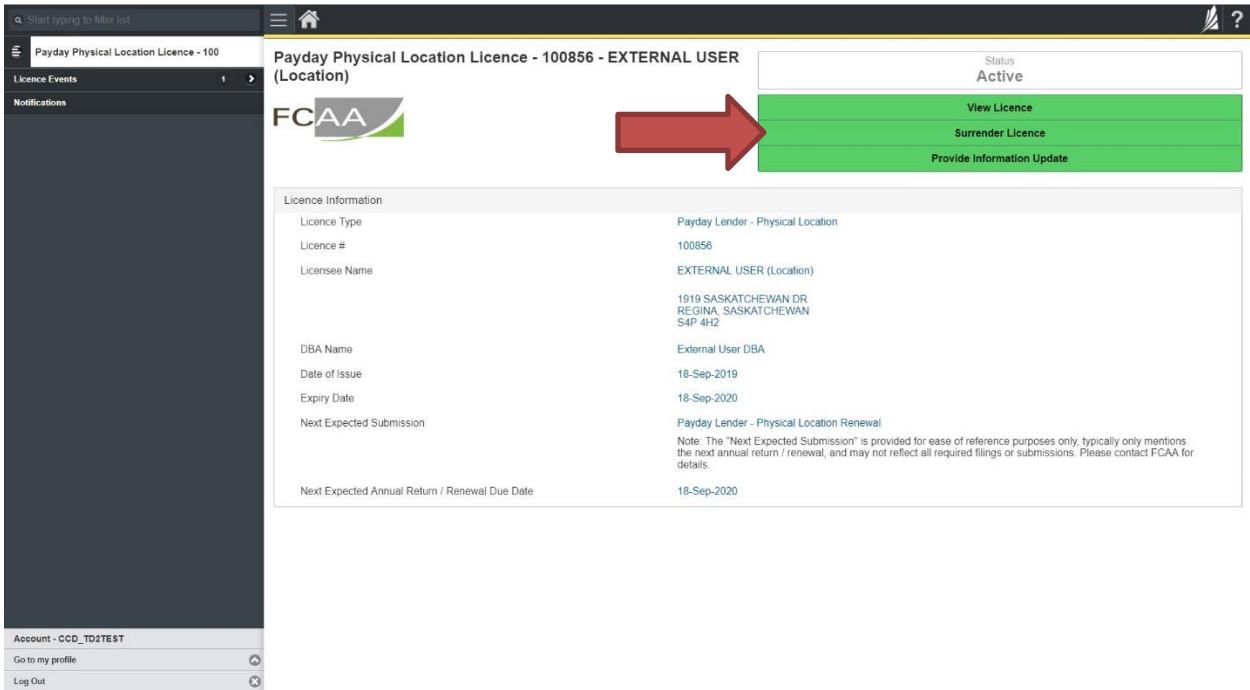 Start typing to filter list...
Payday Physical Location Licence - 100
Licence Events 1
Notifications
Account - CCD_TD2TEST
Go to my profile
Log Out
?
Payday Physical Location Licence - 100856 - EXTERNAL USER
(Location)
FCAA
Status
Active
View Licence
Surrender Licence
Provide Information Update
Licence Information
Licence Type Payday Lender - Physical Location
Licence # 100856
Licensee Name EXTERNAL USER (Location)
1919 SASKATCHEWAN DR
REGINA, SASKATCHEWAN
S4P 4H2
DBA Name External User DBA
Date of Issue 18-Sep-2019
Expiry Date 18-Sep-2020
Next Expected Submission Payday Lender - Physical Location Renewal
Note: The "Next Expected Submission" is provided for ease of reference purposes only, typically only mentions
the next annual return / renewal, and may not reflect all required filings or submissions. Please contact FCAA for
details.
Next Expected Annual Return / Renewal Due Date 18-Sep-2020